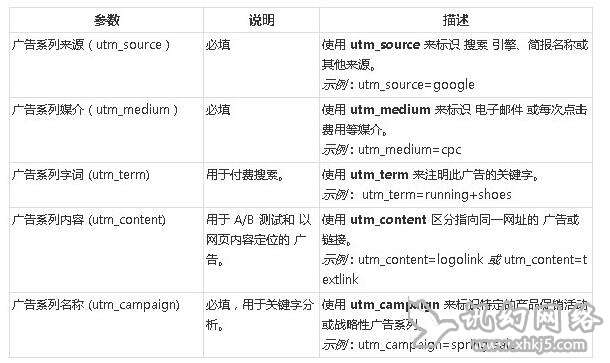 参数 说明 描述
广告系列来源 ( utm_source ) 必填 使用 utm_source 来标识 搜索 引擎、简报名称或
其他来源。
示例 : utm_source=google
广告系列媒介 ( utm_medium ) 必填 使用 utm_medium 来标识 电子邮件 或每次点击
费用等媒介。
示例 : utm_medium=cpc
广告系列字词 (utm_term) 用于付费搜索。 使用 utm_term 来注明此广告的关键字。
示例 : utm_term=running+shoes
广告系列内容 (utm_content) 用于 A/B 测试和 以 使用 utm_content 区分指向同一网址的 广告或
网页内容定位的 广 链接。
告。 示例 : utm_content=logolink 或 utm_content=t
extlink
广告系列名称 (utm_campaign) 必填 , 用于关键字分 使用 utm_campaign 来标识特定的产品促销活动
析。 或战略性广告系列
示例 : utm_campaign=spring
讯幻网络
www.xhkj5.com